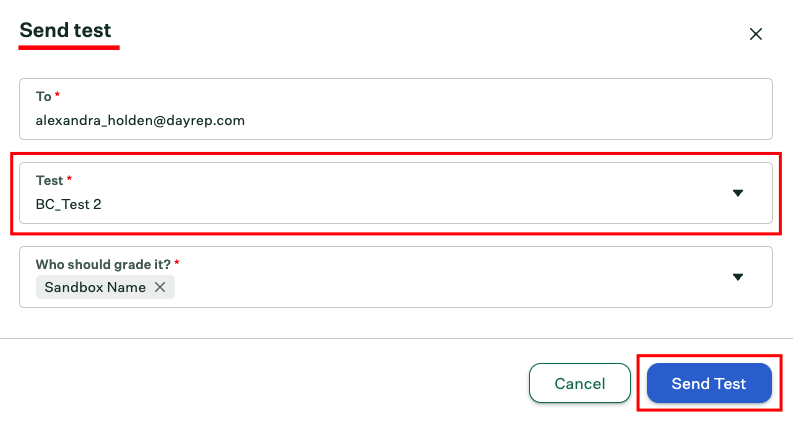 Send test
To *
alexandra_holden@dayrep.com
Test *
BC_Test 2
Who should grade it? *
Sandbox Name
Cancel
Send Test